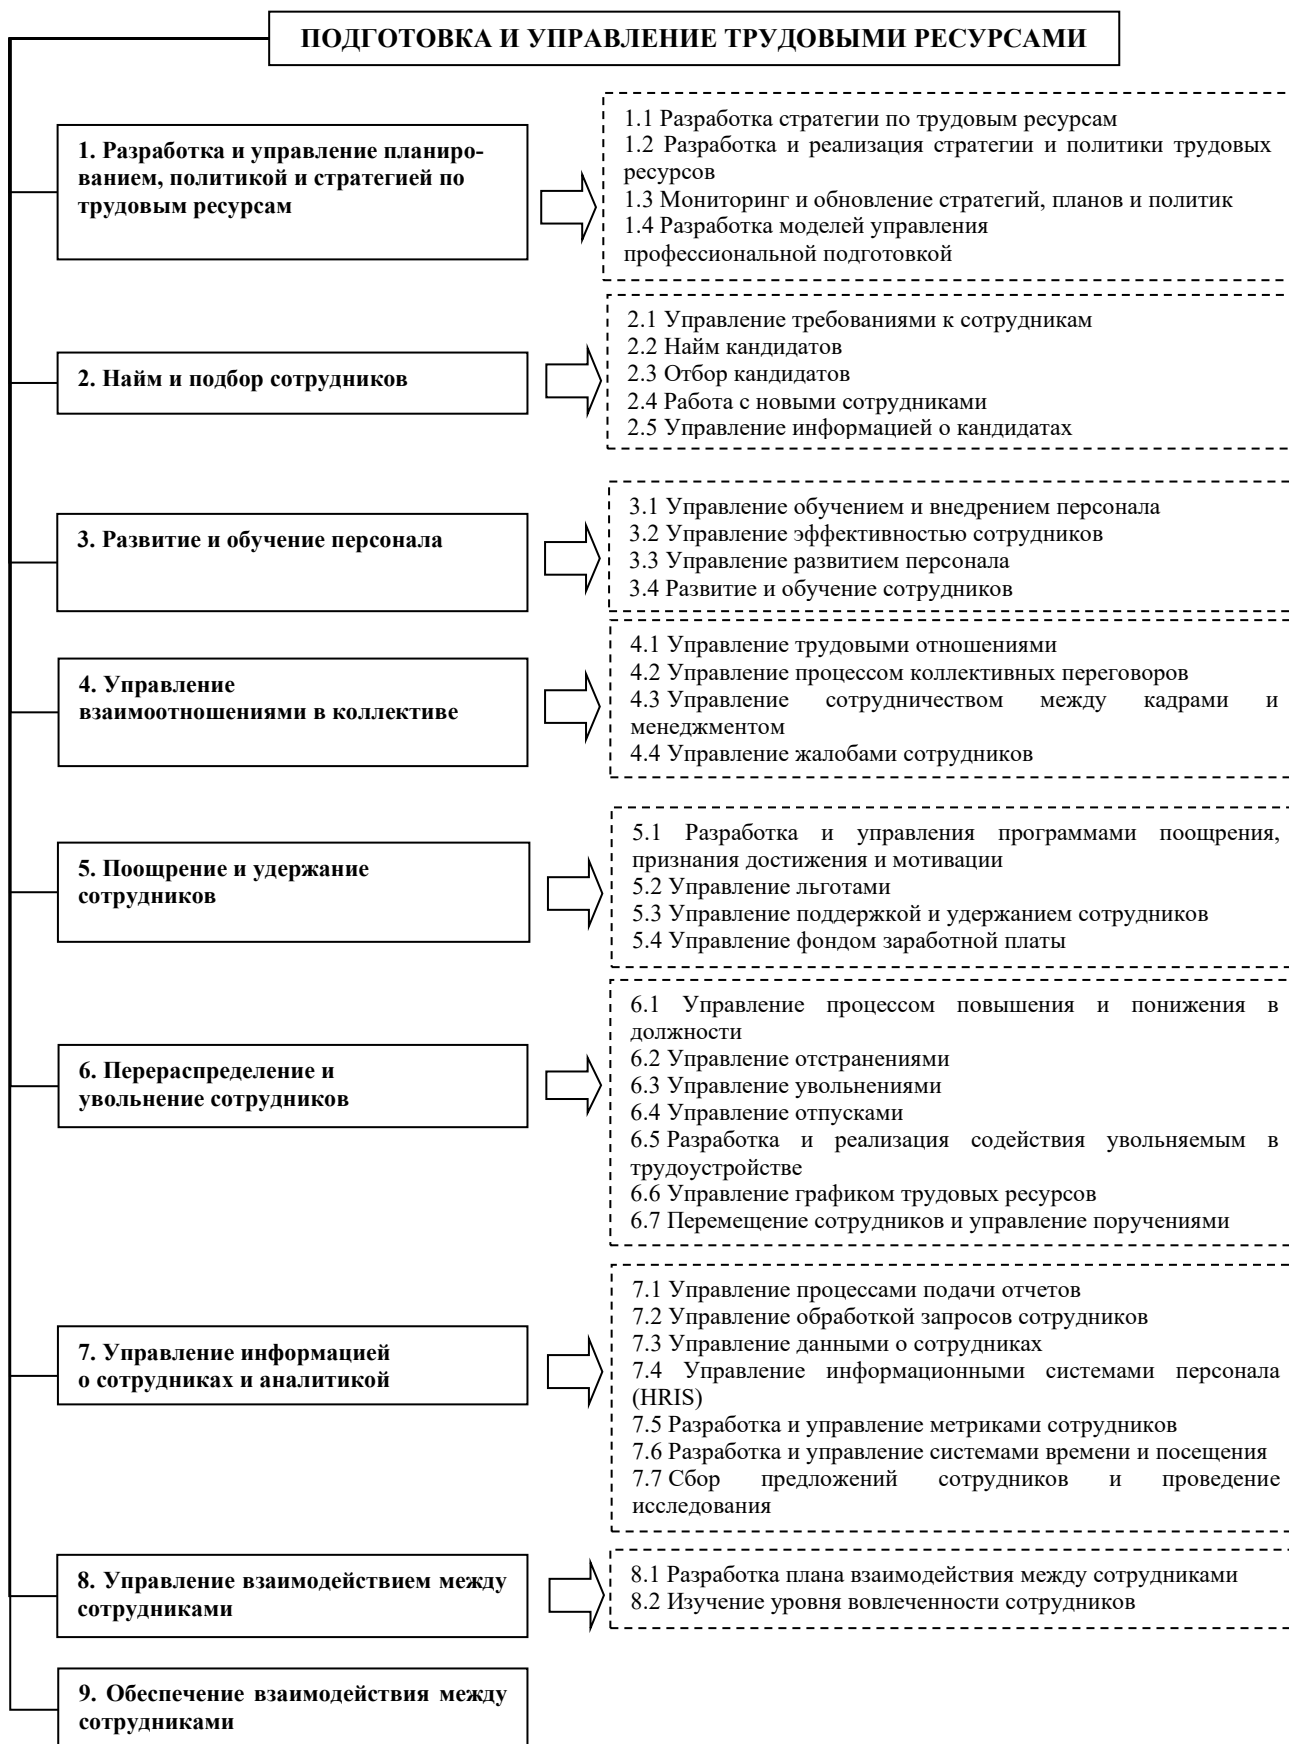 ПОДГОТОВКА И УПРАВЛЕНИЕ ТРУДОВЫМИ РЕСУРСАМИ
1. Разработка и управление планиро-
ванием, политикой и стратегией по
трудовым ресурсам
1.1 Разработка стратегии по трудовым ресурсам
1.2 Разработка и реализация стратегии и политики трудовых
ресурсов
1.3 Мониторинг и обновление стратегий, планов и политик
1.4 Разработка моделей управления
профессиональной подготовкой
2. Найм и подбор сотрудников
2.1 Управление требованиями к сотрудникам
2.2 Найм кандидатов
2.3 Отбор кандидатов
2.4 Работа с новыми сотрудниками
2.5 Управление информацией о кандидатах
3. Развитие и обучение персонала
3.1 Управление обучением и внедрением персонала
3.2 Управление эффективностью сотрудников
3.3 Управление развитием персонала
3.4 Развитие и обучение сотрудников
4. Управление
взаимоотношениями в коллективе
4.1 Управление трудовыми отношениями
4.2 Управление процессом коллективных переговоров
4.3 Управление сотрудничеством между кадрами и
менеджментом
4.4 Управление жалобами сотрудников
5. Поощрение и удержание
сотрудников
5.1 Разработка и управления программами поощрения,
признания достижения и мотивации
5.2 Управление льготами
5.3 Управление поддержкой и удержанием сотрудников
5.4 Управление фондом заработной платы
6. Перераспределение и
увольнение сотрудников
6.1 Управление процессом повышения и понижения в
должности
6.2 Управление отстранениями
6.3 Управление увольнениями
6.4 Управление отпусками
6.5 Разработка и реализация содействия увольняемым в
трудоустройстве
6.6 Управление графиком трудовых ресурсов
6.7 Перемещение сотрудников и управление поручениями
7. Управление информацией
о сотрудниках и аналитикой
7.1 Управление процессами подачи отчетов
7.2 Управление обработкой запросов сотрудников
7.3 Управление данными о сотрудниках
7.4 Управление информационными системами персонала
(HRIS)
7.5 Разработка и управление метриками сотрудников
7.6 Разработка и управление системами времени и посещения
7.7 Сбор предложений сотрудников и проведение
исследования
8. Управление взаимодействием между
сотрудниками
8.1 Разработка плана взаимодействия между сотрудниками
8.2 Изучение уровня вовлеченности сотрудников
9. Обеспечение взаимодействия между
сотрудниками